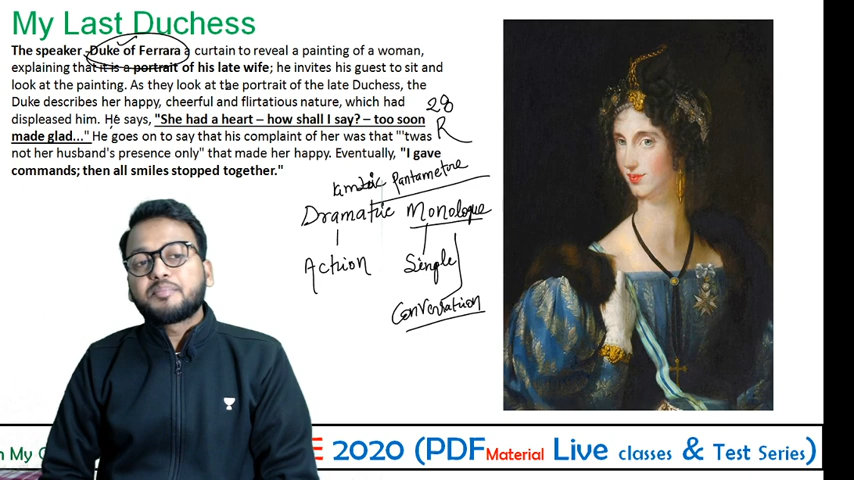 My Last Duchess
The speaker -Duke of Ferrara a curtain to reveal a painting of a woman,
explaining that it is a portrait of his late wife; he invites his guest to sit and
look at the painting. As they look at the portrait of the late Duchess, the
Duke describes her happy, cheerful and flirtatious nature, which had
displeased him. He says, "She had a heart – how shall I say? – too soon
made glad..." He goes on to say that his complaint of her was that "'twas
not her husband's presence only" that made her happy. Eventually, "I gave
commands; then all smiles stopped together."
28
R
Iambic Pantametore
Dramatic Monologue
Action Single
Conversation
n My E 2020 (PDF Material Live classes & Test Series)